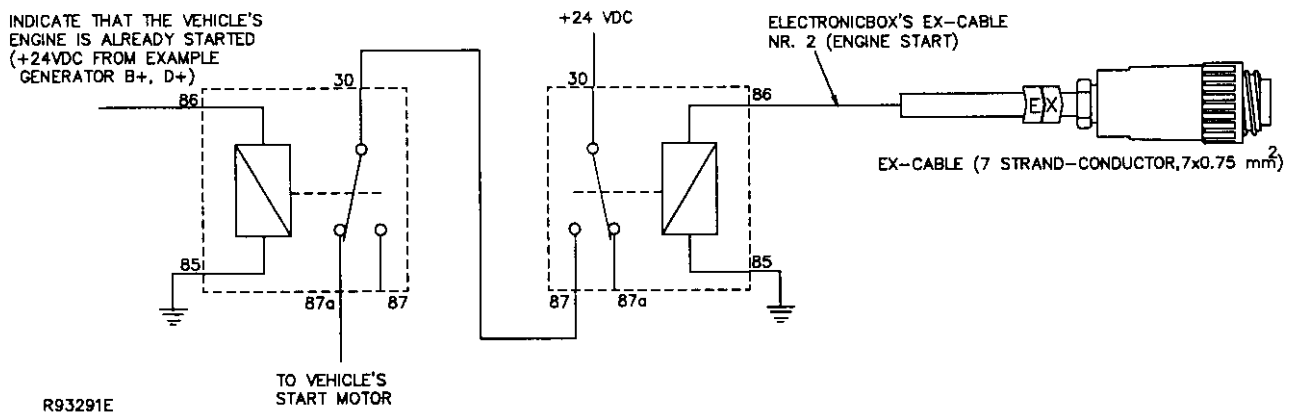 INDICATE THAT THE VEHICLE'S
ENGINE IS ALREADY STARTED
(+24VDC FROM EXAMPLE
GENERATOR B+, D+)
+24 VDC
ELECTRONICBOX'S EX-CABLE
NR. 2 (ENGINE START)
30
30
86
86
EX
EX-CABLE (7 STRAND-CONDUCTOR,7x0.75 mm²)
85
85
87a
87
87
87a
TO VEHICLE'S
START MOTOR
R93291E